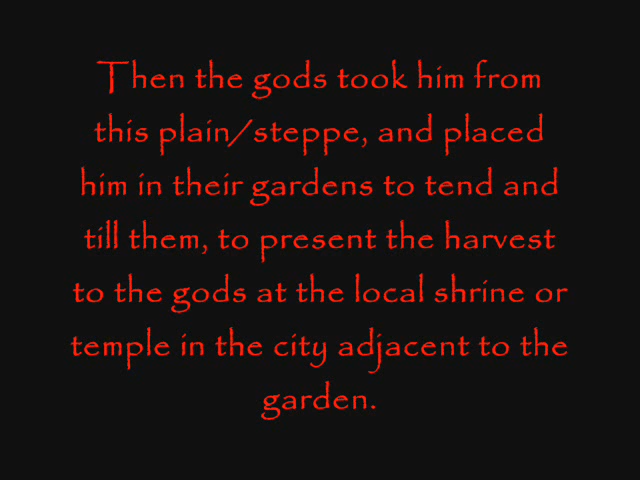 Then the gods took him from
this plain/steppe, and placed
him in their gardens to tend and
till them, to present the harvest
to the gods at the local shrine or
temple in the city adjacent to the
garden.